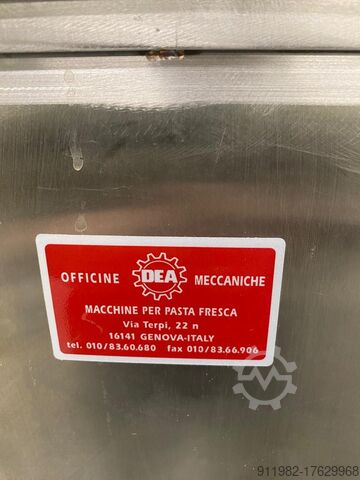 OFFICINE DEA MECCANICHE
MACCHINE PER PASTA FRESCA
Via Terpi, 22 n
16141 GENOVA-ITALY
tel. 010/83.60.680 fax 010/83.66.906
911982-17629968